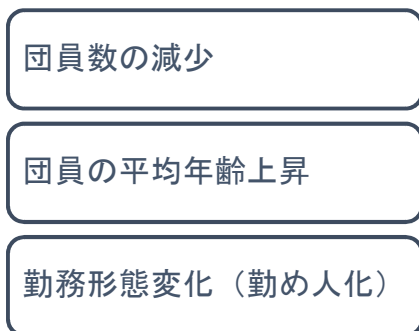 団員数の減少
団員の平均年齢上昇
勤務形態変化（勤め人化）